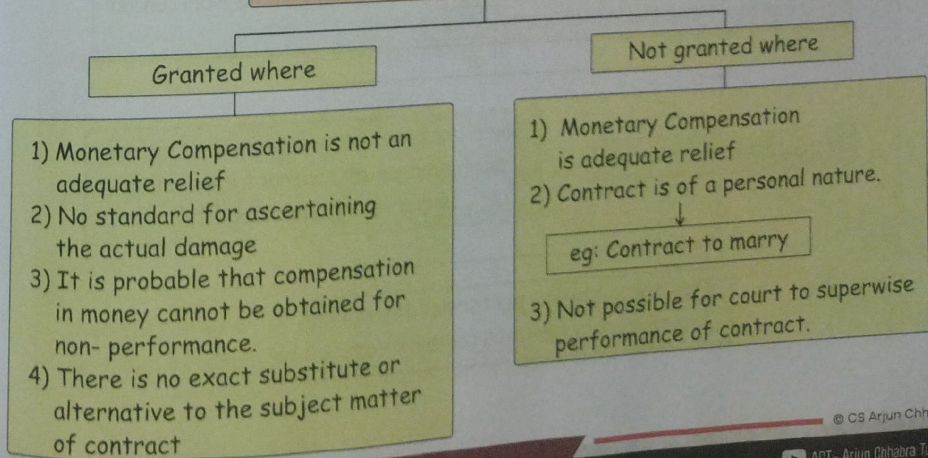 Granted where
1) Monetary Compensation is not an
adequate relief
2) No standard for ascertaining
the actual damage
3) It is probable that compensation
in money cannot be obtained for
non- performance.
4) There is no exact substitute or
alternative to the subject matter
of contract
Not granted where
1) Monetary Compensation
is adequate relief
2) Contract is of a personal nature.
eg: Contract to marry
3) Not possible for court to superwise
performance of contract.
© CS Arjun Chh
Arjun Chhabra T